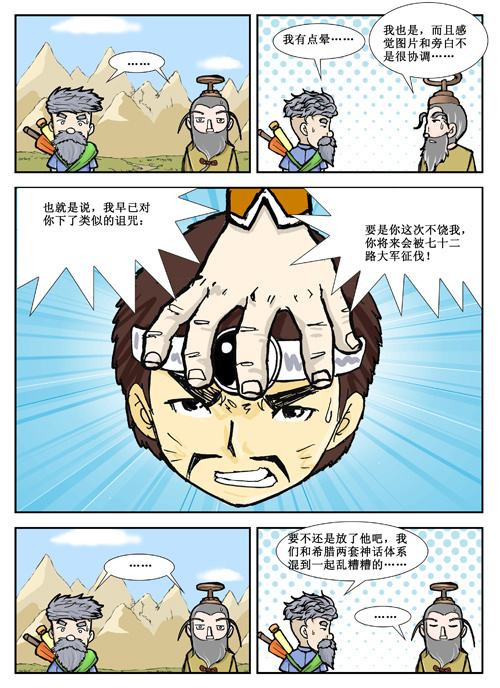 ……
我有点晕……
我也是，而且感
觉图片和旁白不
是很协调……
也就是说，我早已对
你下了类似的诅咒：
要是你这次不饶我，
你将来会被七十二
路大军征伐！
……
要不还是放了他吧，我
们和希腊两套神话体系
混到一起乱糟糟的……
……